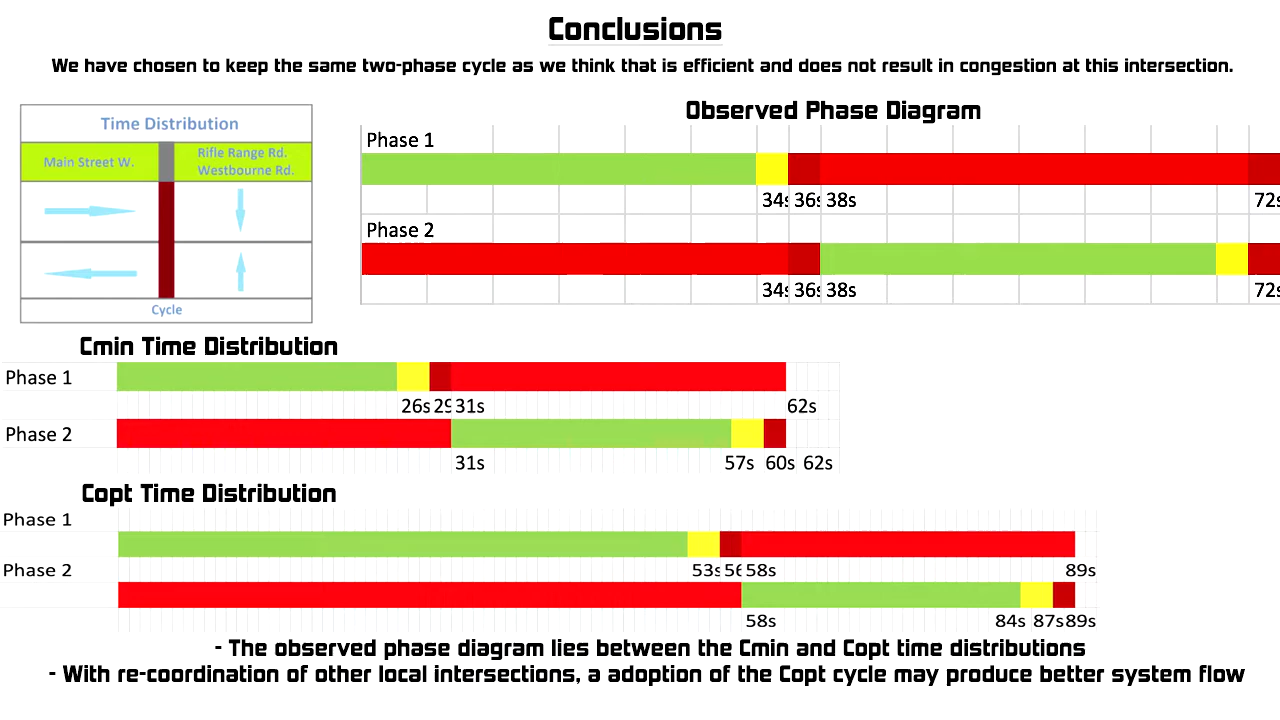 Conclusions
We have chosen to keep the same two-phase cycle as we think that is efficient and does not result in congestion at this intersection.
Time Distribution
Main Street W.
Rifle Range Rd.
Westbourne Rd.
Cycle
Observed Phase Diagram
Phase 1
34s 36s 38s 72s
Phase 2
34s 36s 38s 72s
Cmin Time Distribution
Phase 1
26s 29 31s 62s
Phase 2
31s 57s 60s 62s
Copt Time Distribution
Phase 1
53s 56 58s 89s
Phase 2
58s 84s 87s 89s
- The observed phase diagram lies between the Cmin and Copt time distributions
- With re-coordination of other local intersections, a adoption of the Copt cycle may produce better system flow